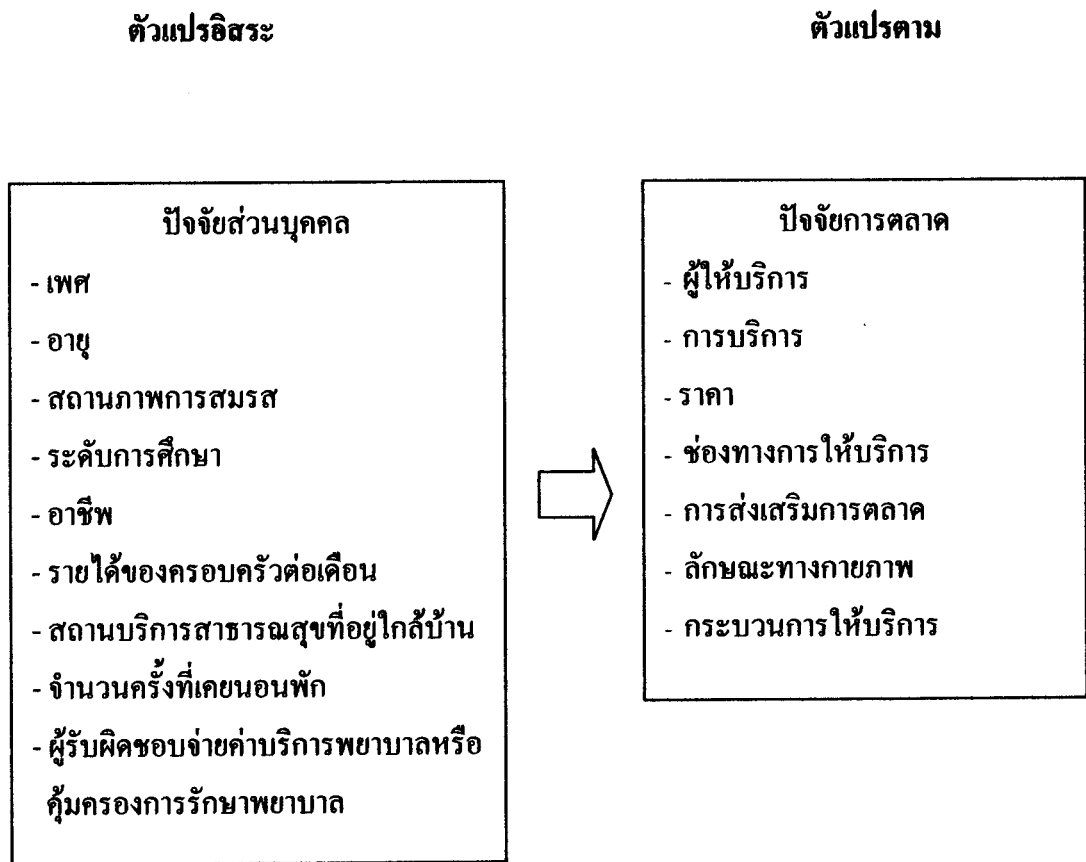 ตัวแปรอิสระ
ตัวแปรตาม
ปัจจัยส่วนบุคคล
- เพศ
- อายุ
- สถานภาพการสมรส
- ระดับการศึกษา
- อาชีพ
- รายได้ของครอบครัวต่อเดือน
- สถานบริการสาธารณสุขที่อยู่ใกล้บ้าน
- จำนวนครั้งที่เคยนอนพัก
- ผู้รับผิดชอบจ่ายค่าบริการพยาบาลหรือ
คุ้มครองการรักษาพยาบาล
ปัจจัยการตลาด
- ผู้ให้บริการ
- การบริการ
- ราคา
- ช่องทางการให้บริการ
- การส่งเสริมการตลาด
- ลักษณะทางกายภาพ
- กระบวนการให้บริการ